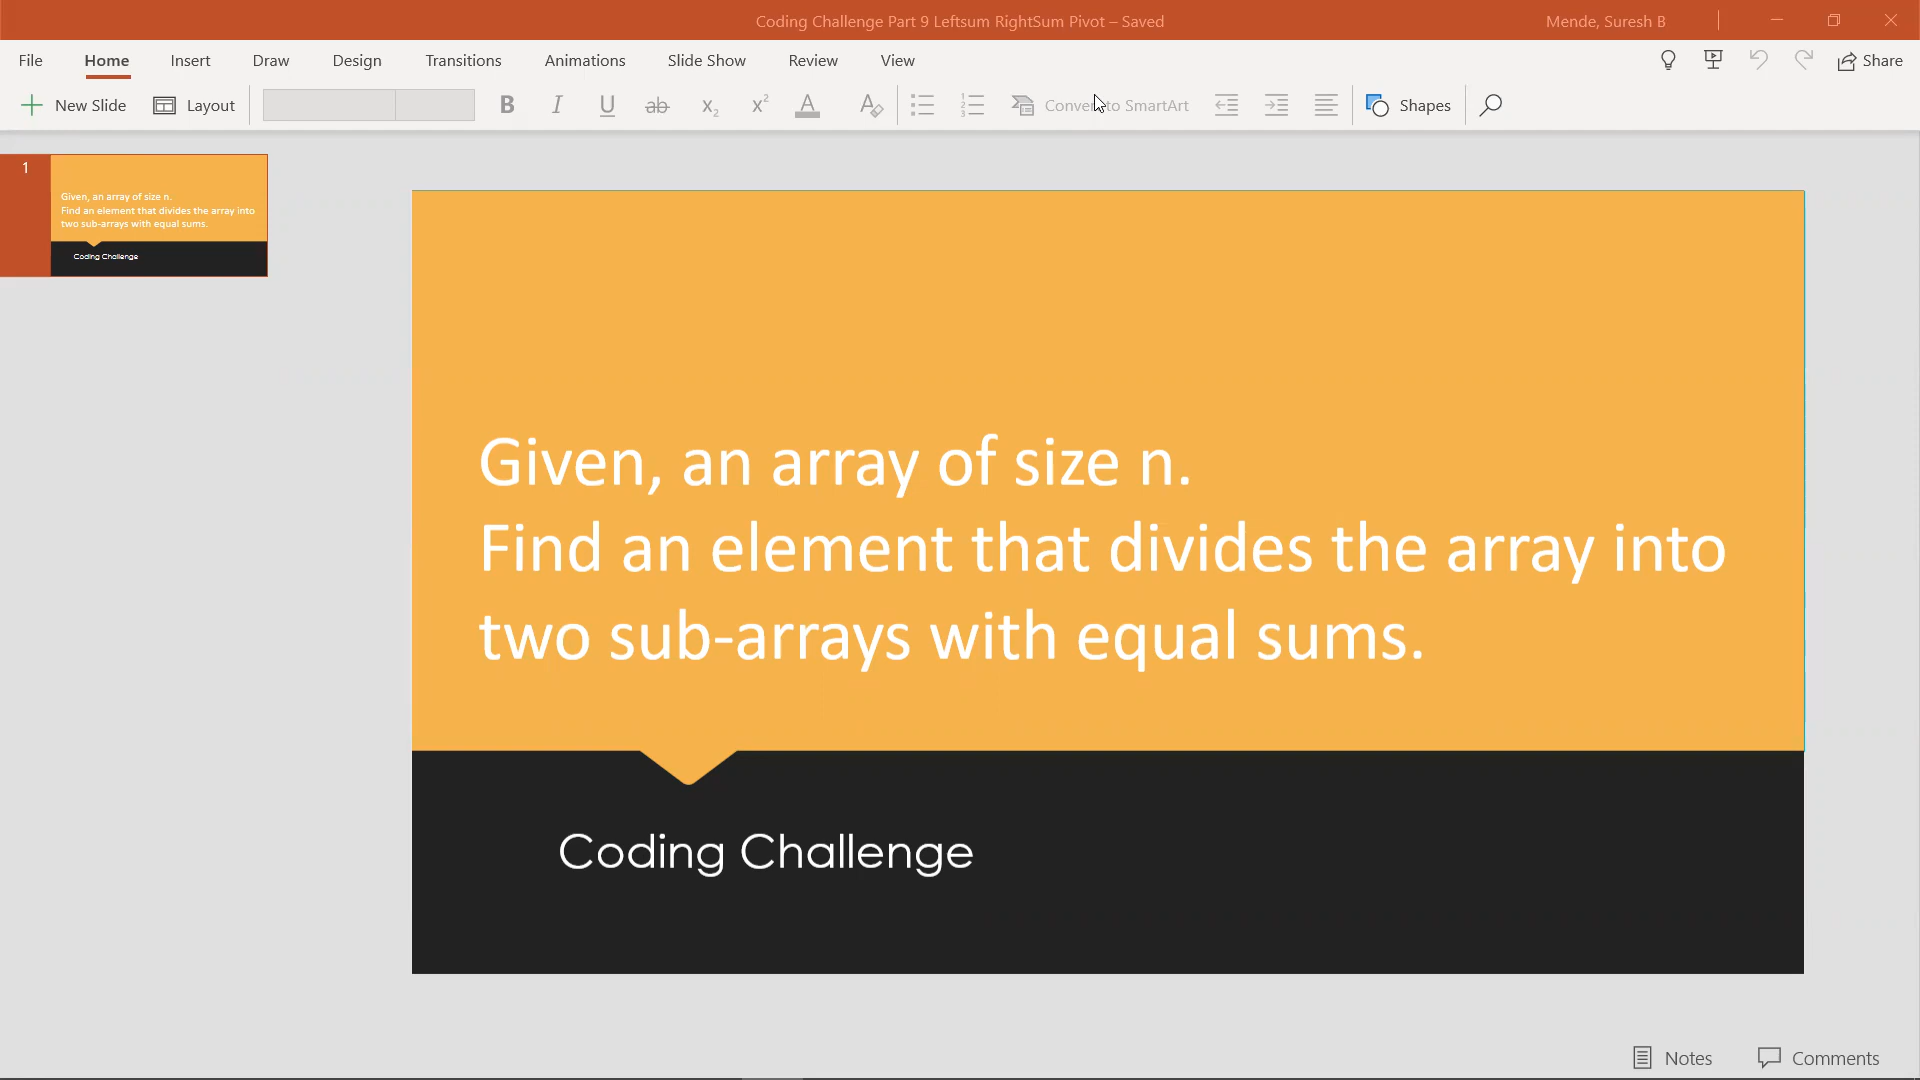 Coding Challenge Part 9 Leftsum RightSum Pivot – Saved
Mende, Suresh B
File Home Insert Draw Design Transitions Animations Slide Show Review View Share
New Slide Layout B I U ab x₂ x² A A Convert to SmartArt Shapes
1
Given, an array of size n.
Find an element that divides the array into
two sub-arrays with equal sums.
Coding Challenge
Given, an array of size n.
Find an element that divides the array into
two sub-arrays with equal sums.
Coding Challenge
Notes Comments